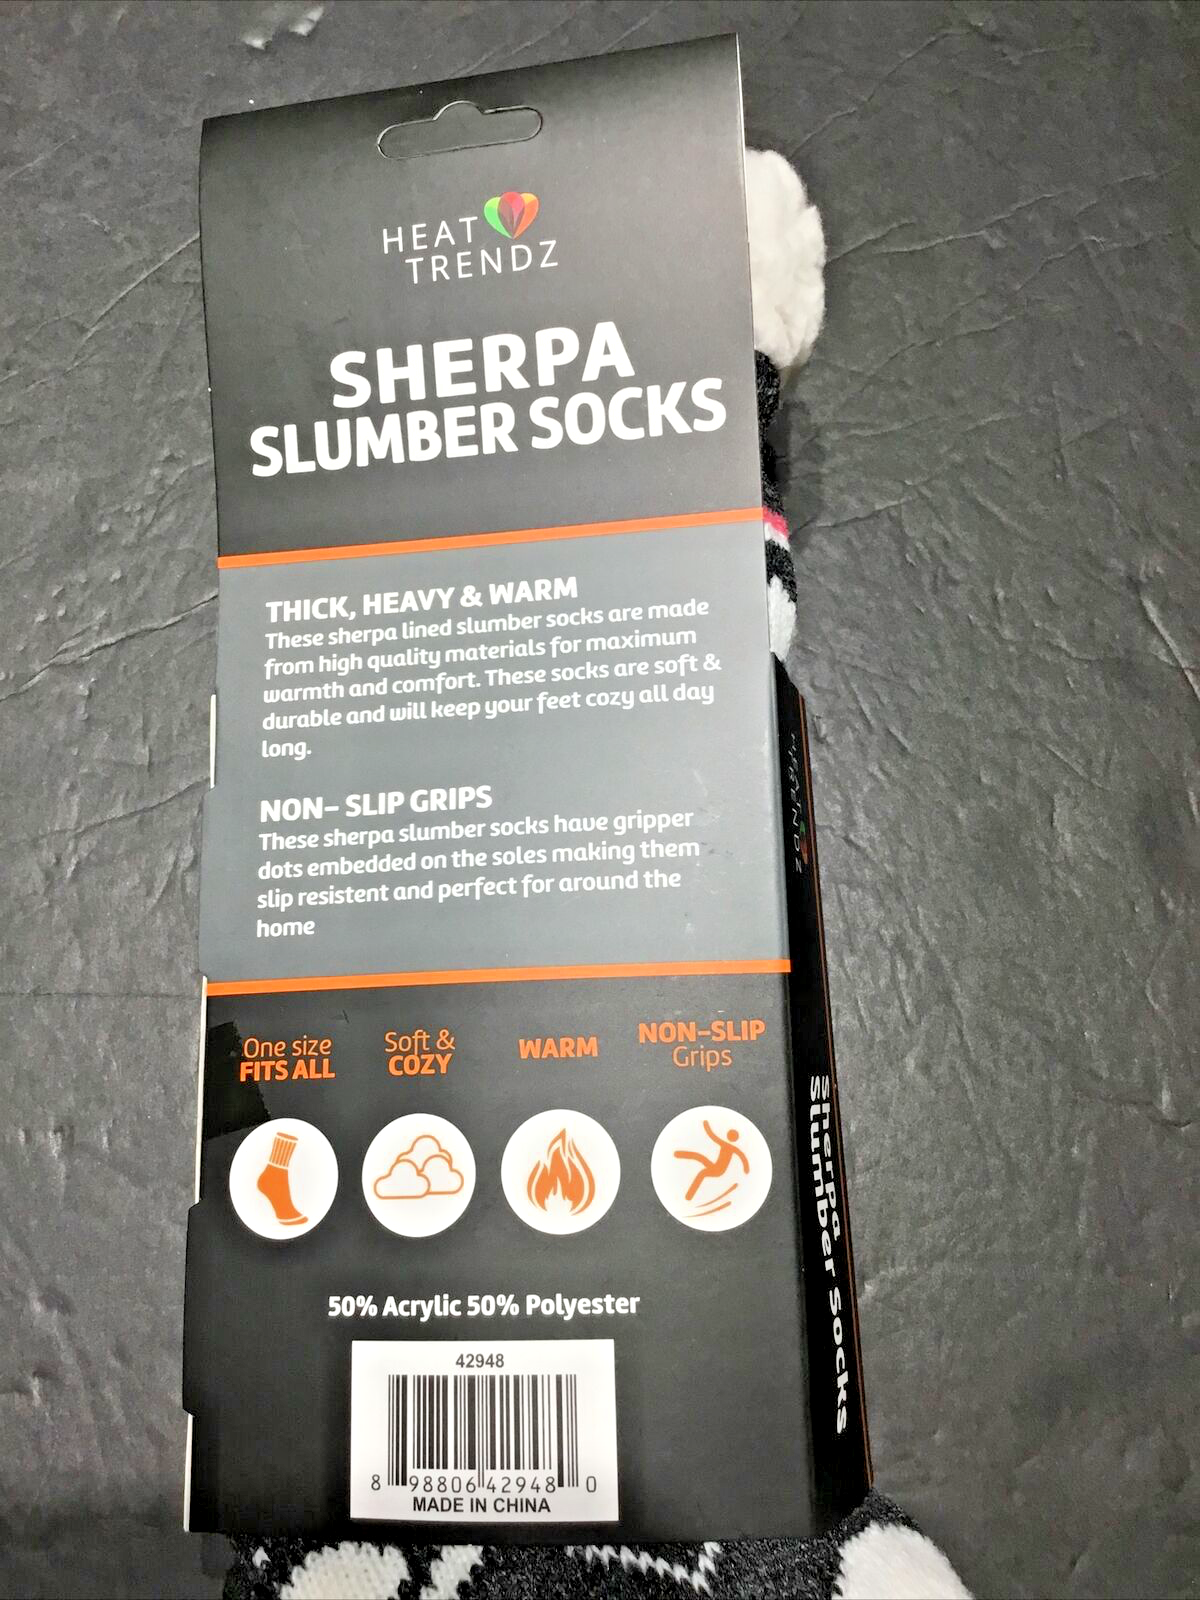 HEAT
TRENDZ
SHERPA
SLUMBER SOCKS
THICK, HEAVY & WARM
These sherpa lined slumber socks are made
from high quality materials for maximum
warmth and comfort. These socks are soft &
durable and will keep your feet cozy all day
long.
NON- SLIP GRIPS
These sherpa slumber socks have gripper
dots embedded on the soles making them
slip resistent and perfect for around the
home
One size
FITS ALL
Soft &
COZY
WARM
NON-SLIP
Grips
50% Acrylic 50% Polyester
42948
8 98806 42948 0
MADE IN CHINA
Sherpa
Slumber Socks